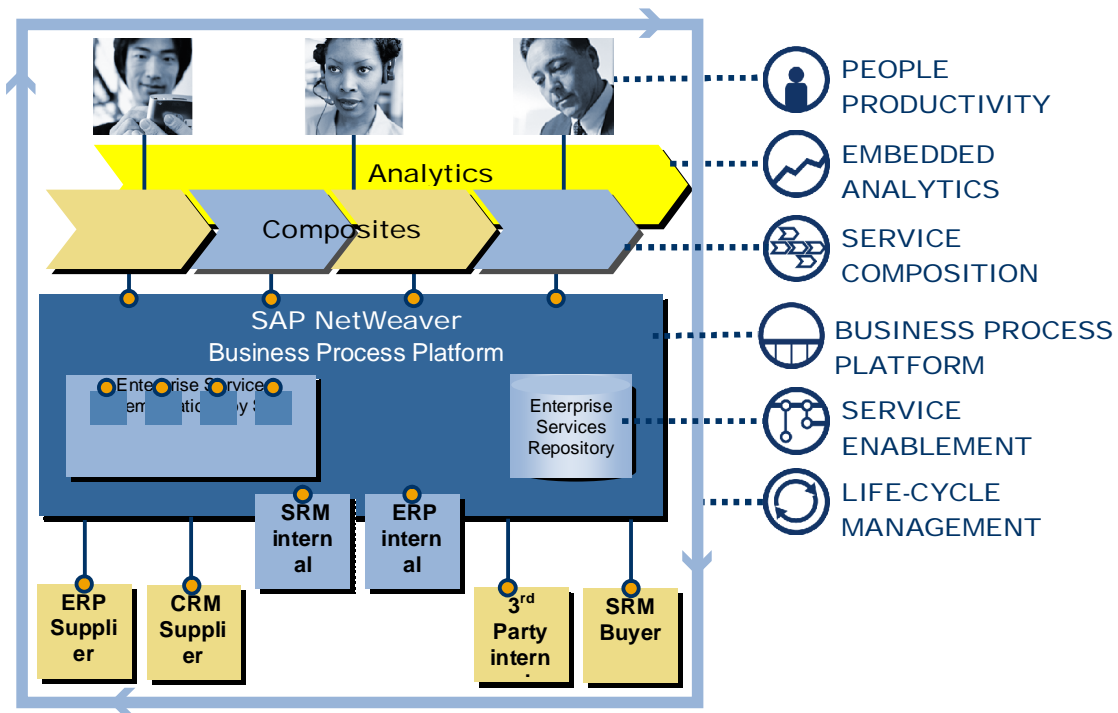 PEOPLE
PRODUCTIVITY
Analytics
EMBEDDED
ANALYTICS
Composites
SERVICE
COMPOSITION
SAP NetWeaver
Business Process Platform
BUSINESS PROCESS
PLATFORM
Enterprise Service
Enterprise
Services
Repository
SERVICE
ENABLEMENT
LIFE-CYCLE
MANAGEMENT
SRM
intern
al
ERP
intern
al
ERP
Suppli
er
CRM
Suppli
er
3rd
Party
intern
SRM
Buyer